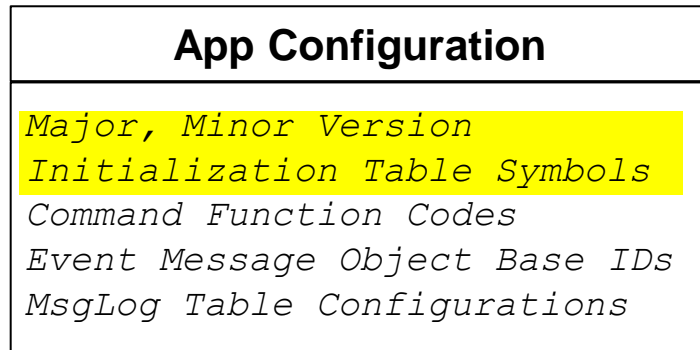 App Configuration
Major, Minor Version
Initialization Table Symbols
Command Function Codes
Event Message Object Base IDs
MsgLog Table Configurations